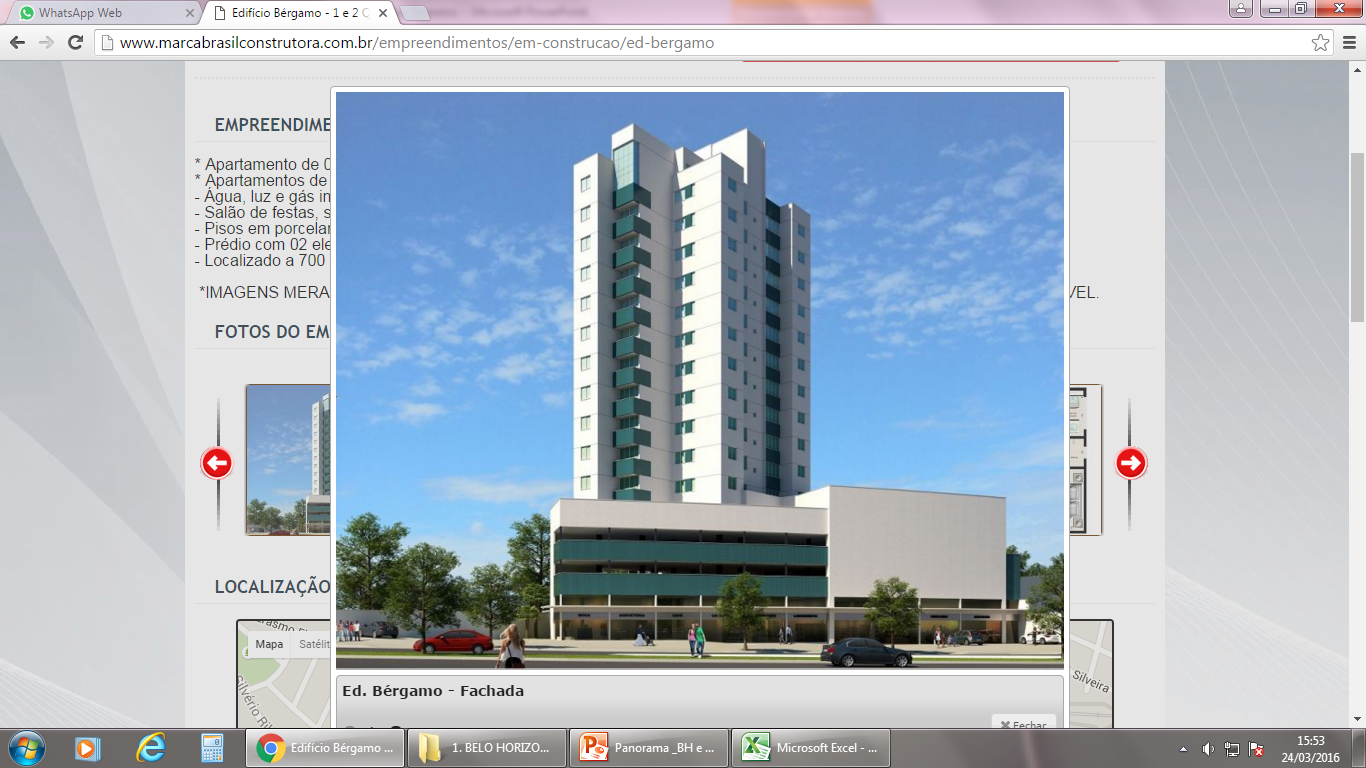 WhatsApp Web
Edifício Bérgamo - 1 e 2 Q
www.marcabrasilconstrutora.com.br/empreendimentos/em-construcao/ed-bergamo
EMPREENDIME
* Apartamento de 0
* Apartamentos de
- Água, luz e gás in
- Salão de festas, s
- Pisos em porcelan
- Prédio com 02 ele
- Localizado a 700
*IMAGENS MERA
VEL.
FOTOS DO EM
LOCALIZAÇÃO
Mapa Satélit
Silvério Ri
Silveira
Ed. Bérgamo - Fachada
Fechar
Edifício Bérgamo ...
1. BELO HORIZO...
Panorama _BH e ...
Microsoft Excel - ...
15:53
24/03/2016